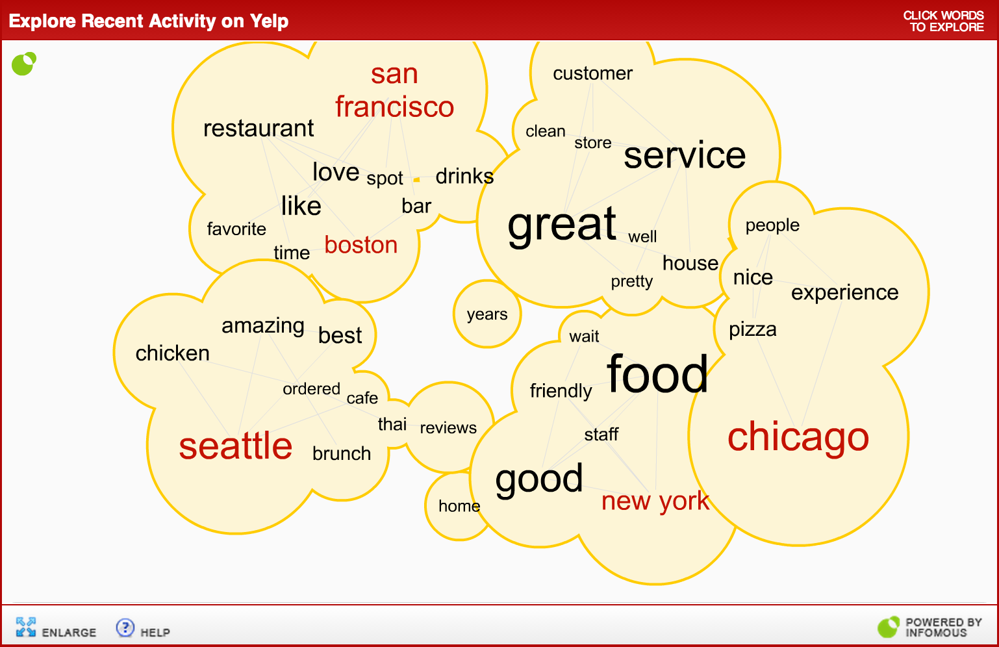 Explore Recent Activity on Yelp
CLICK WORDS
TO EXPLORE
san
francisco
restaurant
love
spot
drinks
like
bar
favorite
time
boston
customer
clean
store
service
great
well
house
pretty
people
nice
experience
pizza
chicago
years
amazing
best
chicken
ordered
cafe
thai
reviews
seattle
brunch
home
wait
food
friendly
staff
good
new york
ENLARGE
HELP
POWERED BY
INFOMOUS